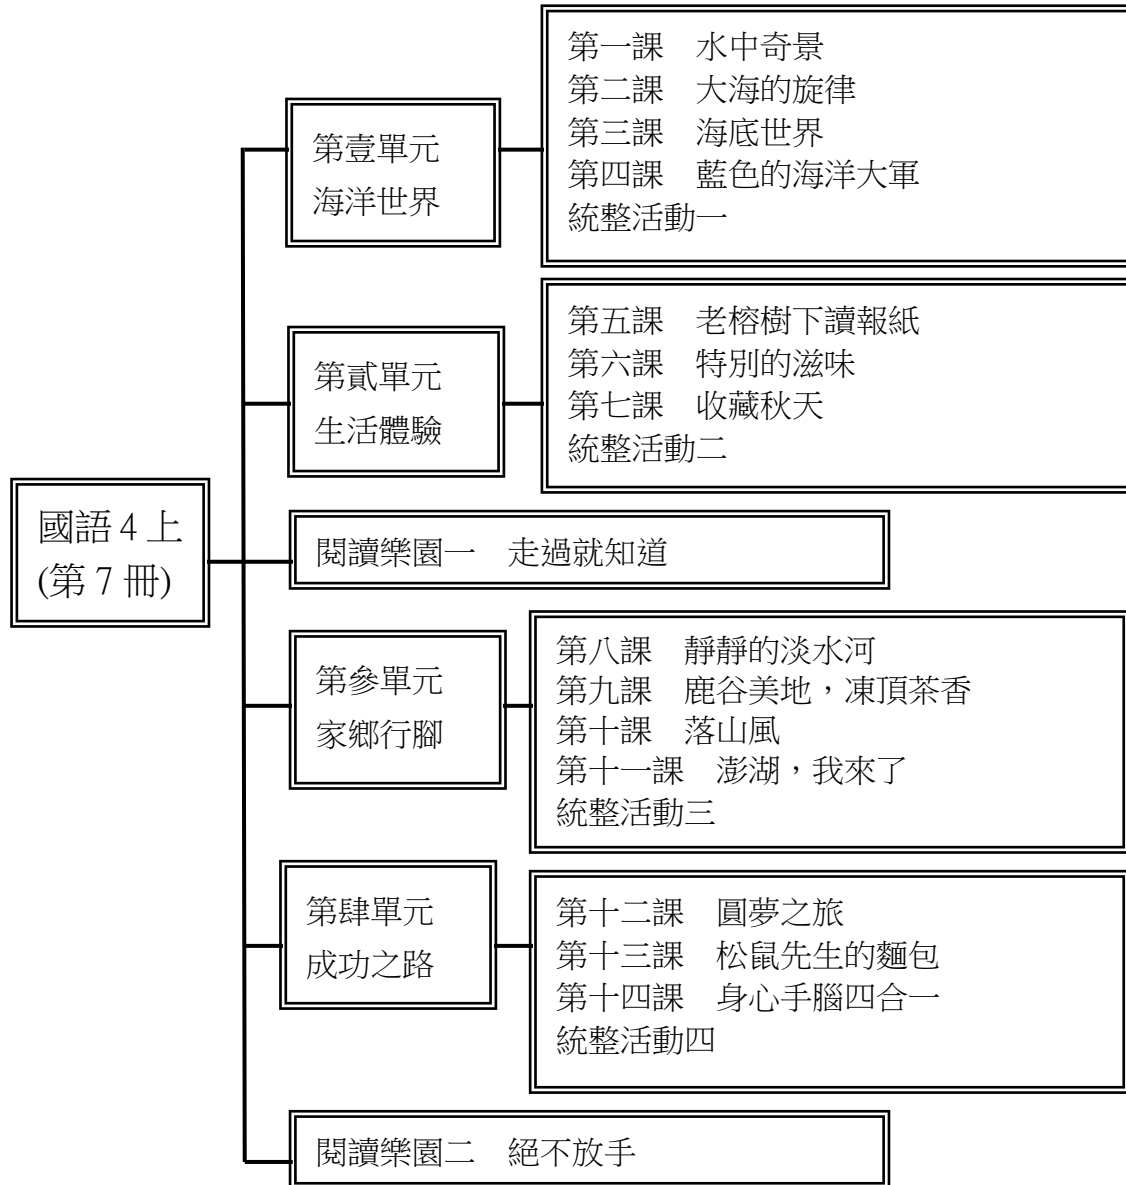 國語 4 上
(第 7 冊)
第壹單元
海洋世界
第一課　水中奇景
第二課　大海的旋律
第三課　海底世界
第四課　藍色的海洋大軍
統整活動一
第貳單元
生活體驗
第五課　老榕樹下讀報紙
第六課　特別的滋味
第七課　收藏秋天
統整活動二
閱讀樂園一　走過就知道
第參單元
家鄉行腳
第八課　靜靜的淡水河
第九課　鹿谷美地，凍頂茶香
第十課　落山風
第十一課　澎湖，我來了
統整活動三
第肆單元
成功之路
第十二課　圓夢之旅
第十三課　松鼠先生的麵包
第十四課　身心手腦四合一
統整活動四
閱讀樂園二　絕不放手